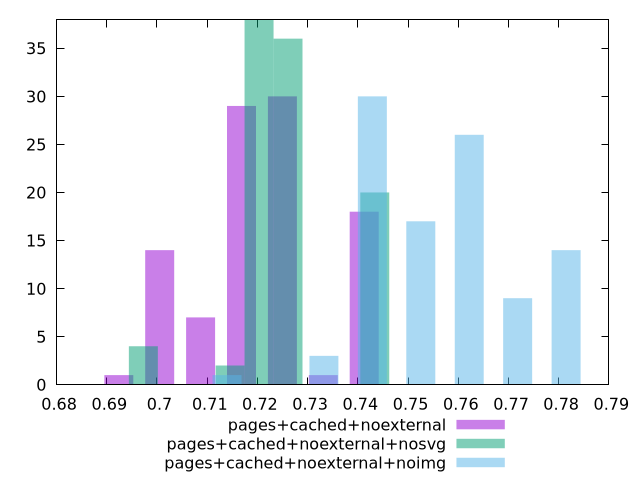 35
30
25
20
15
10
5
0
0.68 0.69 0.7 0.71 0.72 0.73 0.74 0.75 0.76 0.77 0.78 0.79
pages+cached+noexternal
pages+cached+noexternal+nosvg
pages+cached+noexternal+noimg